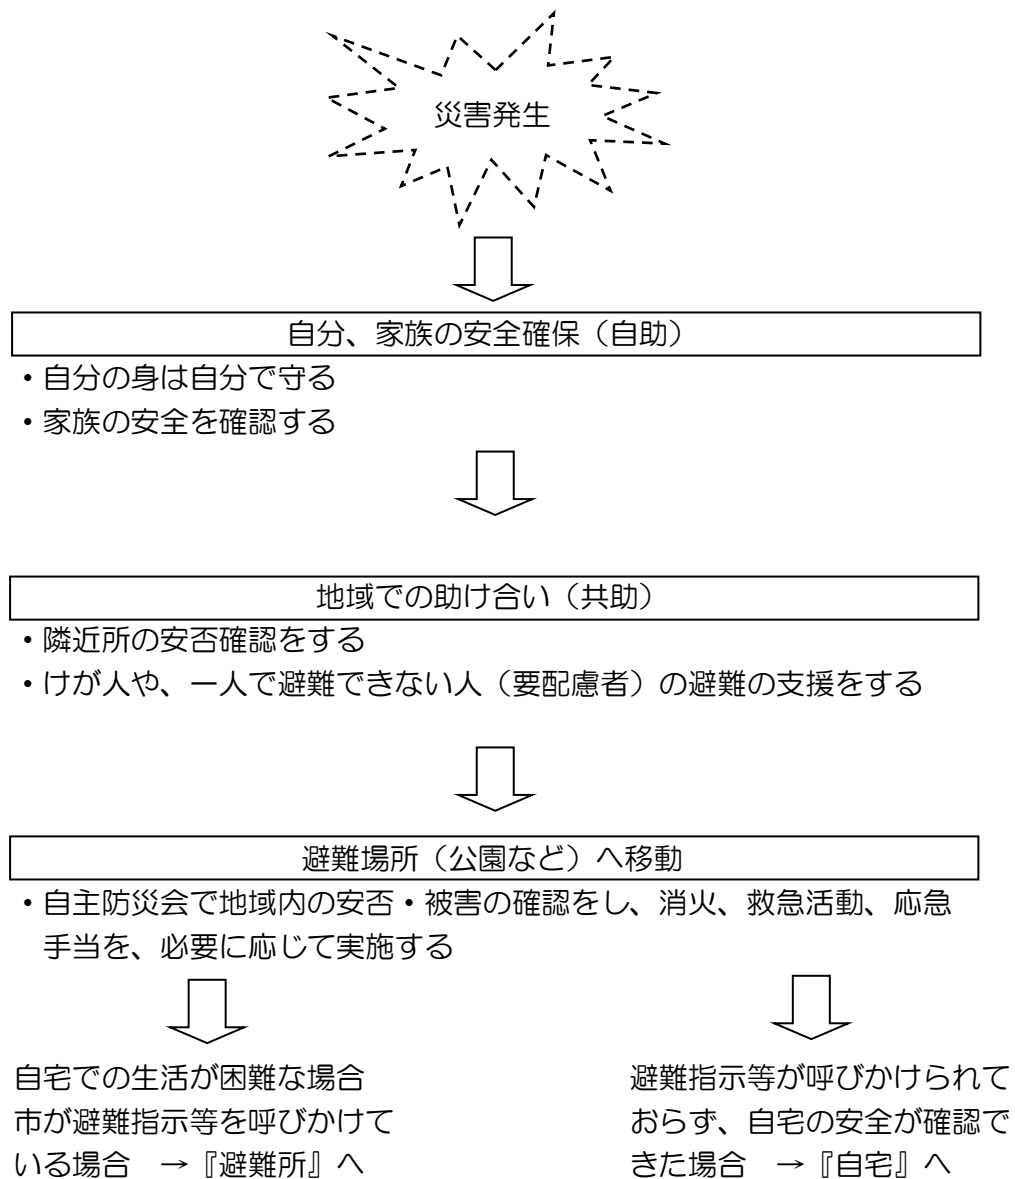 災害発生
自分、家族の安全確保（自助）
・自分の身は自分で守る
・家族の安全を確認する
地域での助け合い（共助）
・隣近所の安否確認をする
・けが人や、一人で避難できない人（要配慮者）の避難の支援をする
避難場所（公園など）へ移動
・自主防災会で地域内の安否・被害の確認をし、消火、救急活動、応急
手当を、必要に応じて実施する
自宅での生活が困難な場合
市が避難指示等を呼びかけて
いる場合　→『避難所』へ
避難指示等が呼びかけられて
おらず、自宅の安全が確認で
きた場合　→『自宅』へ